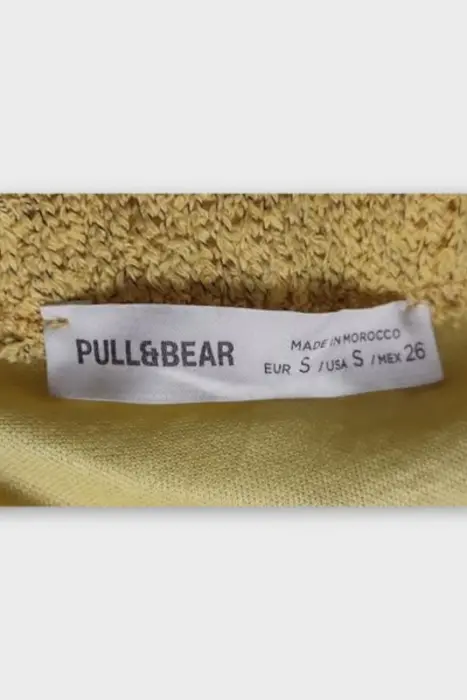 PULL&BEAR
MADE IN MOROCCO
EUR S / USA S / MEX 26